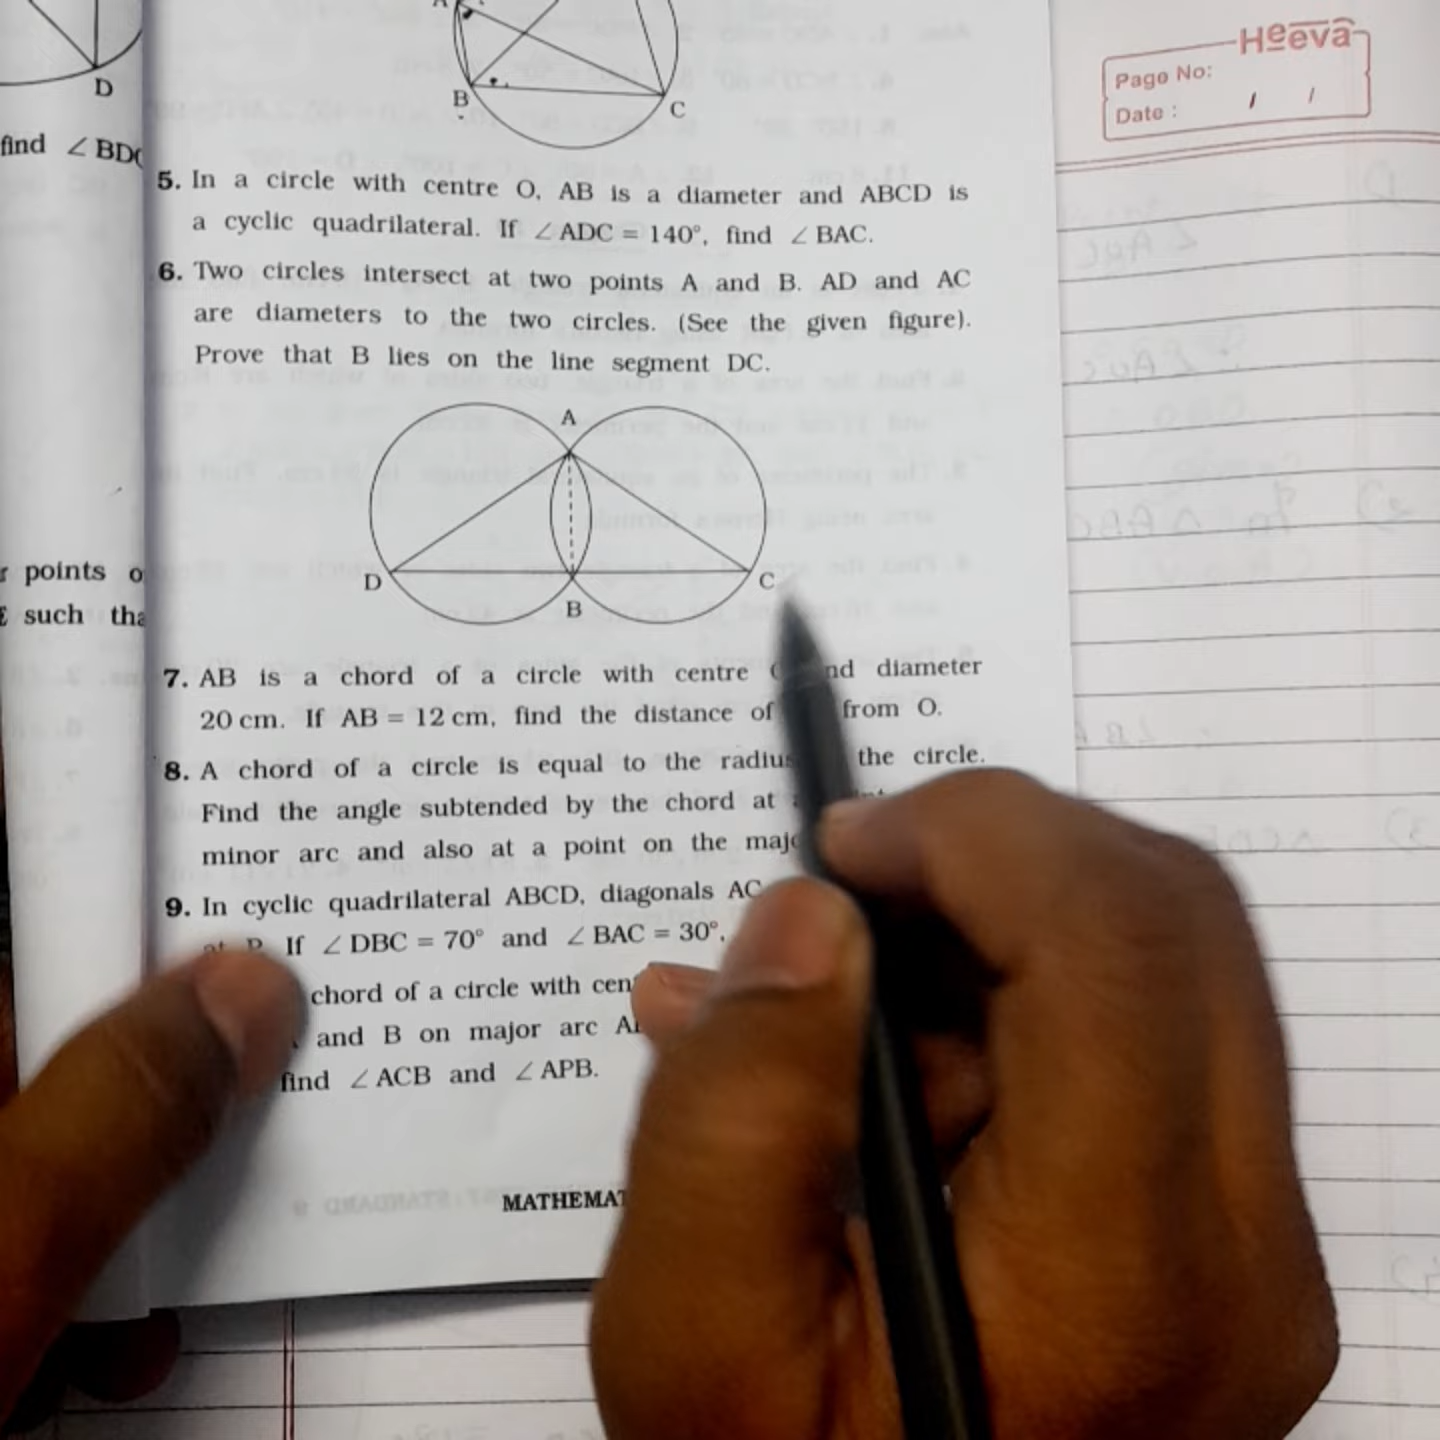 D
find ∠ BDC
A
B
C
5. In a circle with centre O, AB is a diameter and ABCD is
a cyclic quadrilateral. If ∠ ADC = 140°, find ∠ BAC.
6. Two circles intersect at two points A and B. AD and AC
are diameters to the two circles. (See the given figure).
Prove that B lies on the line segment DC.
A
D
C
B
points
such
7. AB is a chord of a circle with centre and diameter
20 cm. If AB = 12 cm, find the distance of from O.
8. A chord of a circle is equal to the radius the circle.
Find the angle subtended by the chord at
minor arc and also at a point on the
9. In cyclic quadrilateral ABCD, diagonals AC
at P. If ∠ DBC = 70° and ∠ BAC = 30°,
chord of a circle with
and B on major arc
find ∠ ACB and ∠ APB.
MATHEMAT
Heeva
Page No:
Date : / /